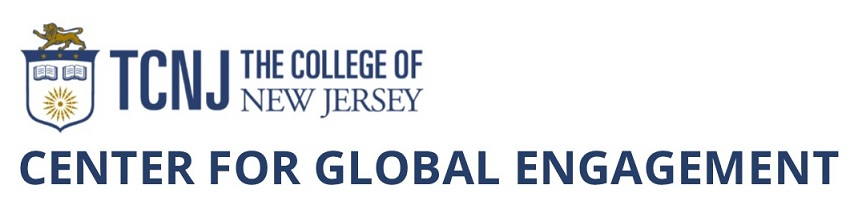 TCNJ THE COLLEGE OF
NEW JERSEY
CENTER FOR GLOBAL ENGAGEMENT